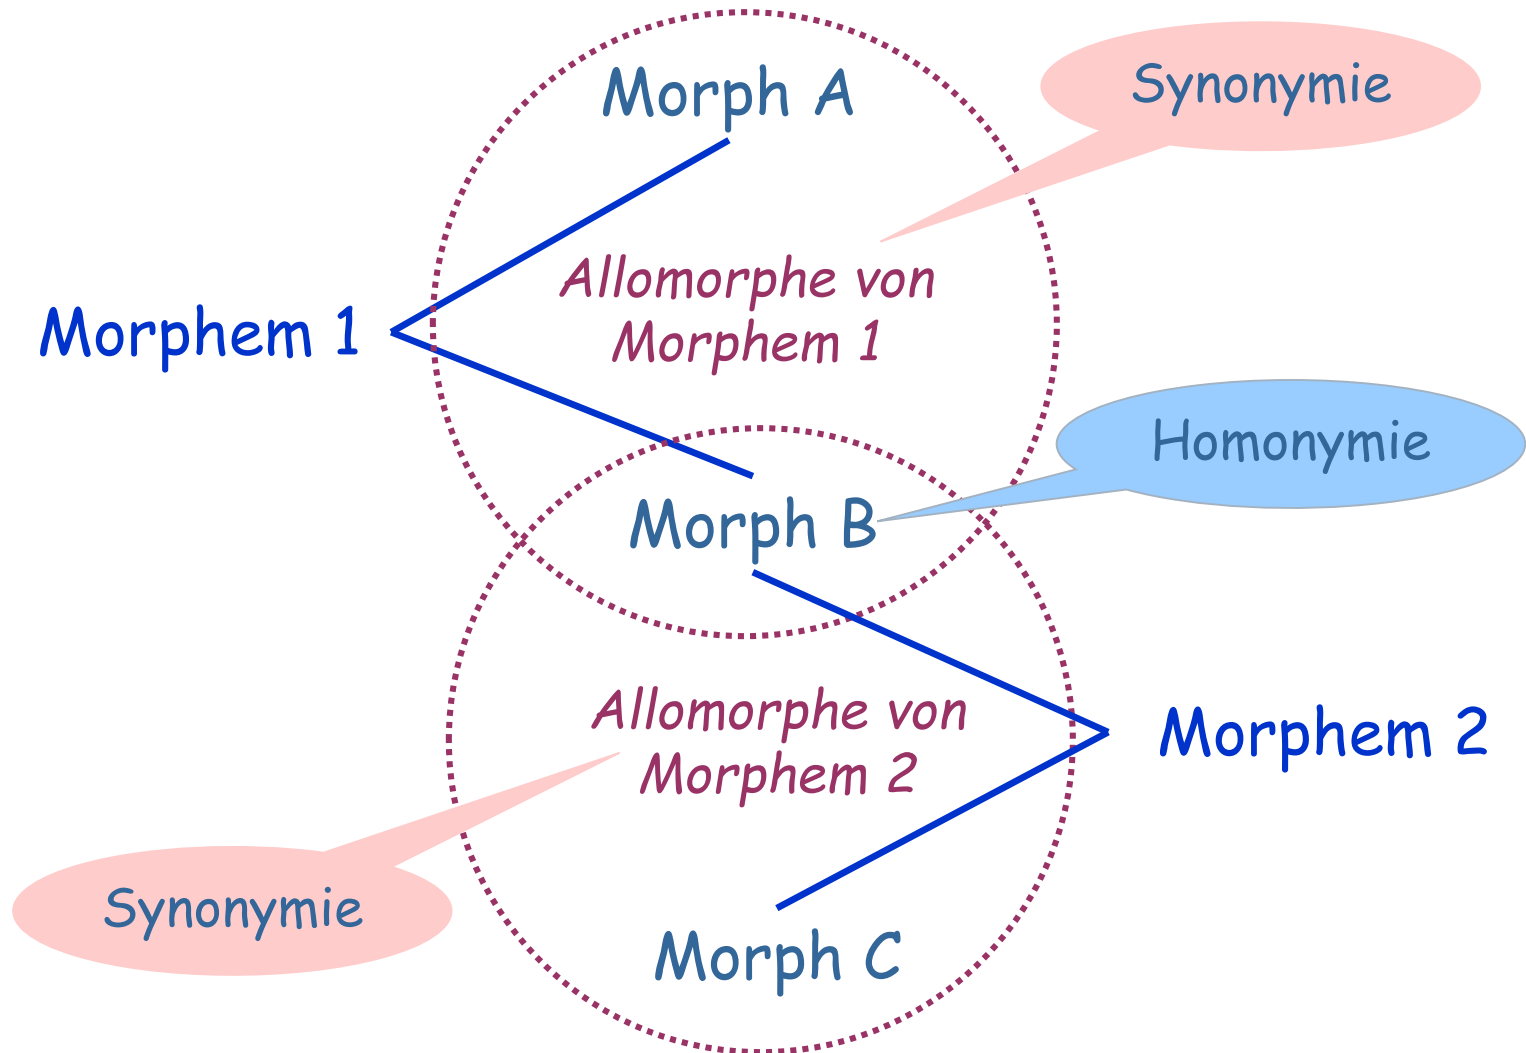 Morph A
Synonymie
Allomorphe von
Morphem 1
Morphem 1
Homonymie
Morph B
Allomorphe von
Morphem 2
Morphem 2
Synonymie
Morph C